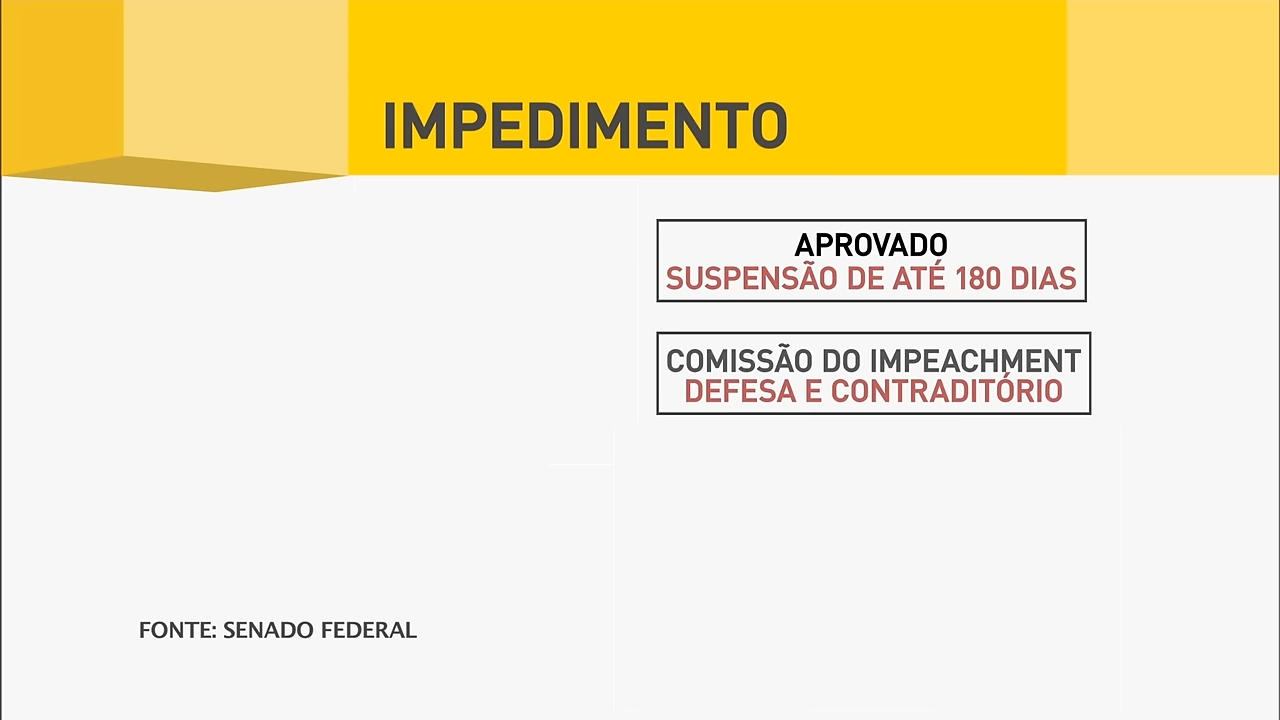 IMPEDIMENTO
APROVADO
SUSPENSÃO DE ATÉ 180 DIAS
COMISSÃO DO IMPEACHMENT
DEFESA E CONTRADITÓRIO
FONTE: SENADO FEDERAL